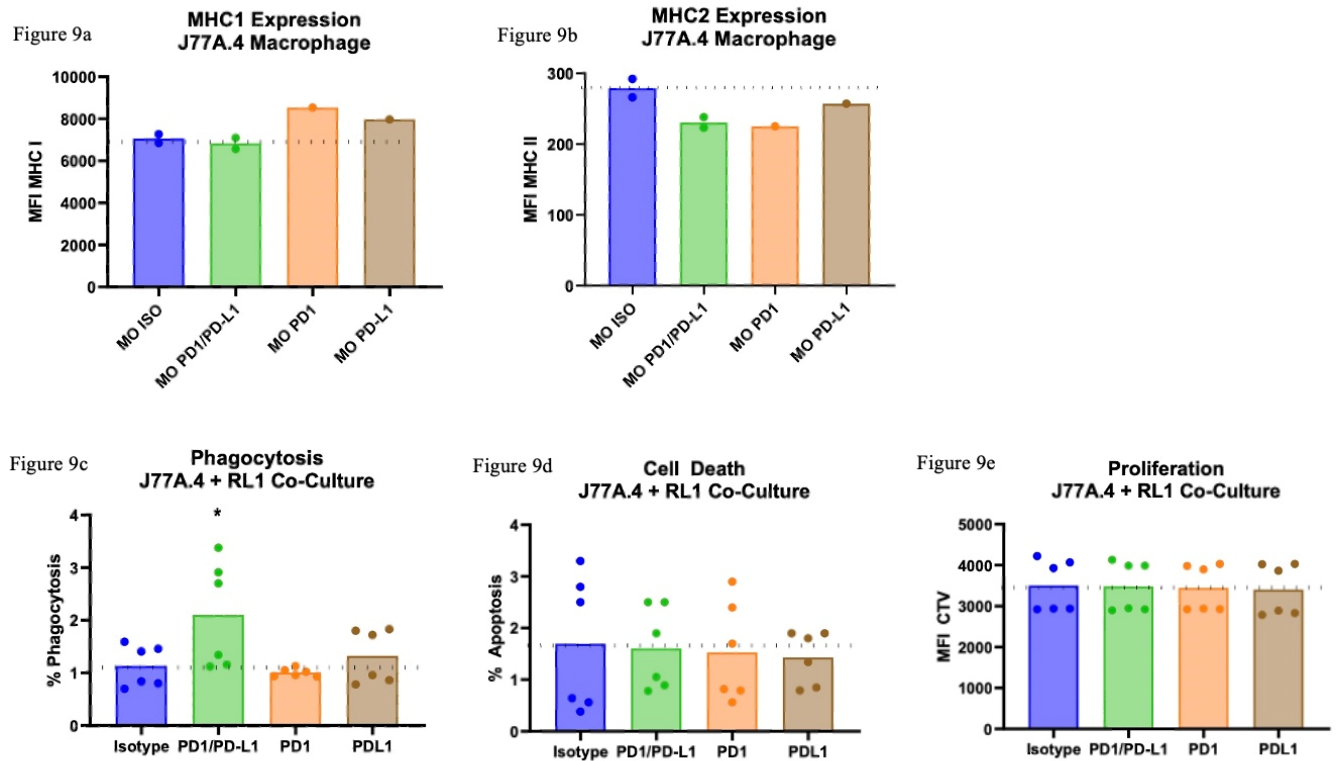 Figure 9a
MHC1 Expression
J77A.4 Macrophage
MFI MHC I
10000
8000
6000
4000
2000
0
MO ISO
MO PD1/PD-L1
MO PD1
MO PD-L1
Figure 9b
MHC2 Expression
J77A.4 Macrophage
MFI MHC II
300
200
100
0
MO ISO
MO PD1/PD-L1
MO PD1
MO PD-L1
Figure 9c
Phagocytosis
J77A.4 + RL1 Co-Culture
% Phagocytosis
4
3
2
1
0
*
Isotype
PD1/PD-L1
PD1
PDL1
Figure 9d
Cell Death
J77A.4 + RL1 Co-Culture
% Apoptosis
4
3
2
1
0
Isotype
PD1/PD-L1
PD1
PDL1
Figure 9e
Proliferation
J77A.4 + RL1 Co-Culture
MFI CTV
5000
4000
3000
2000
1000
0
Isotype
PD1/PD-L1
PD1
PDL1